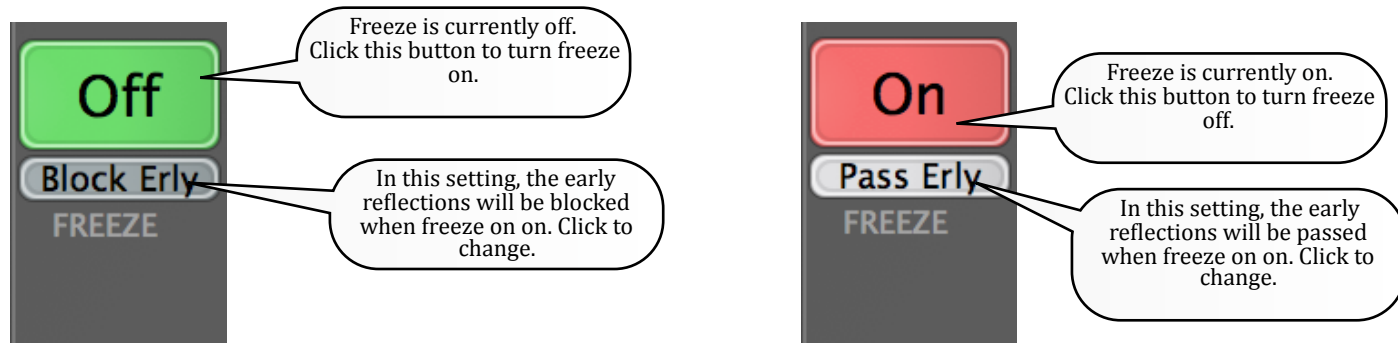 Off
Block Erly
FREEZE
Freeze is currently off.
Click this button to turn freeze
on.
In this setting, the early
reflections will be blocked
when freeze on on. Click to
change.
On
Pass Erly
FREEZE
Freeze is currently on.
Click this button to turn freeze
off.
In this setting, the early
reflections will be passed
when freeze on on. Click to
change.